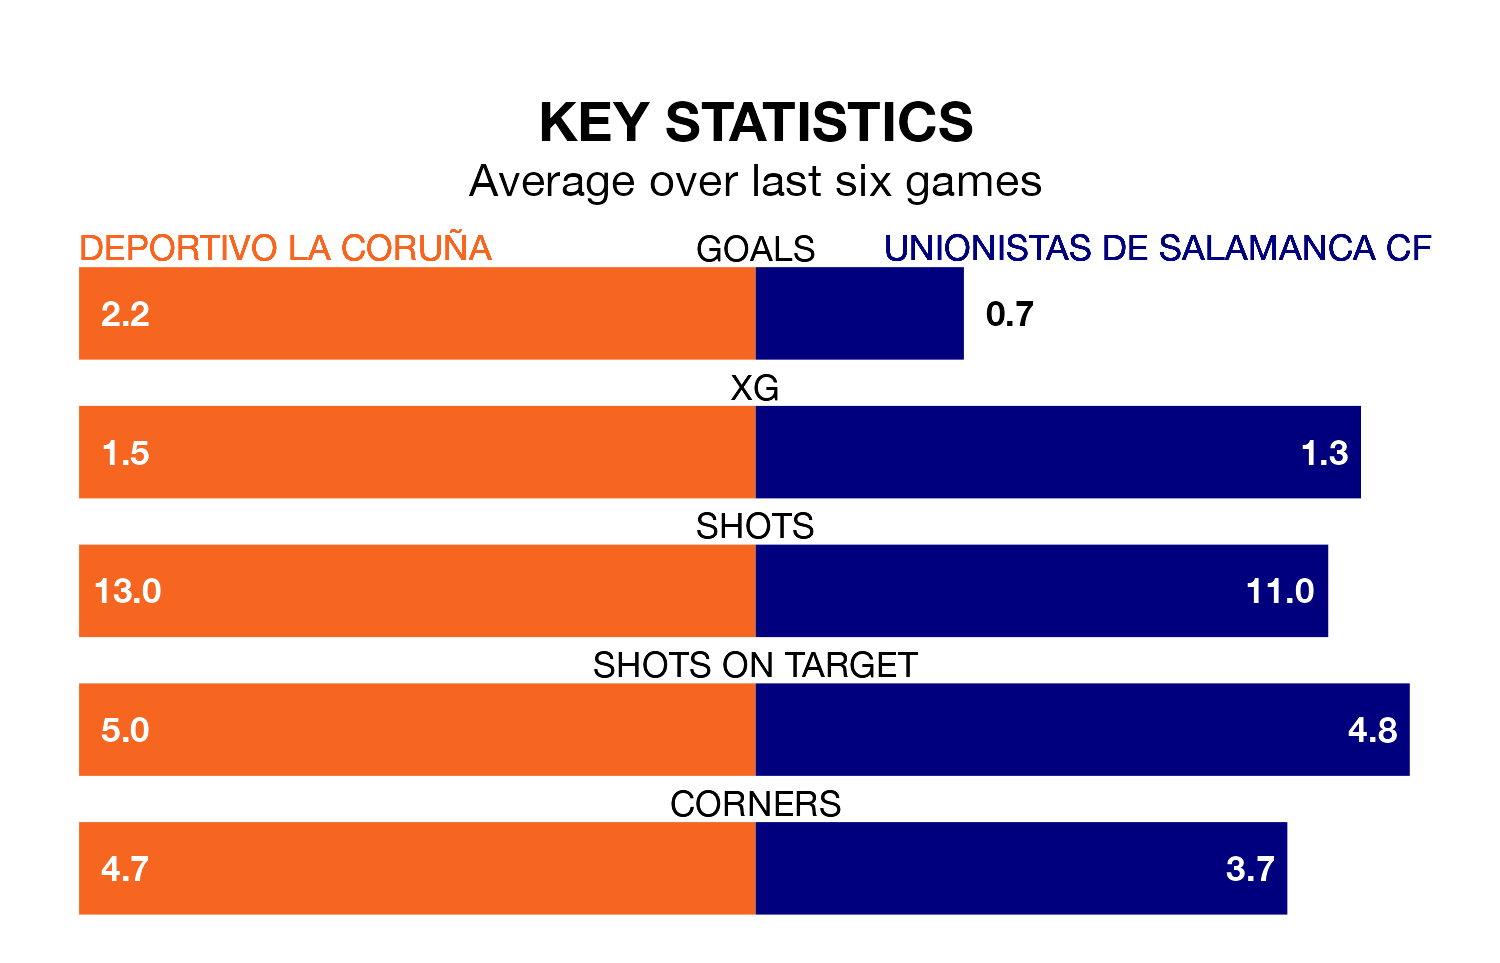 KEY STATISTICS
Average over last six games
DEPORTIVO LA CORUÑA GOALS UNIONISTAS DE SALAMANCA CF
2.2 0.7
XG
1.5 1.3
SHOTS
13.0 11.0
SHOTS ON TARGET
5.0 4.8
CORNERS
4.7 3.7